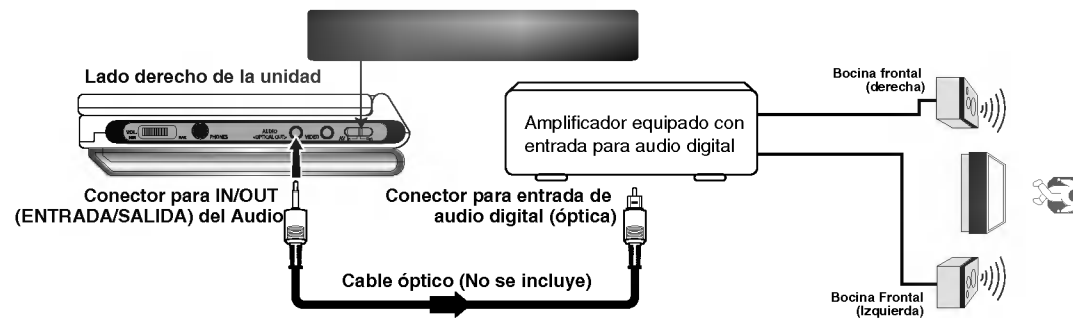 Lado derecho de la unidad
VOL.
PHONES
AUDIO
VIDEO
AV
Conector para IN/OUT
(ENTRADA/SALIDA) del Audio
Amplificador equipado con
entrada para audio digital
Conector para entrada de
audio digital (óptica)
Cable óptico (No se incluye)
Bocina frontal
(derecha)
Bocina Frontal
(Izquierda)